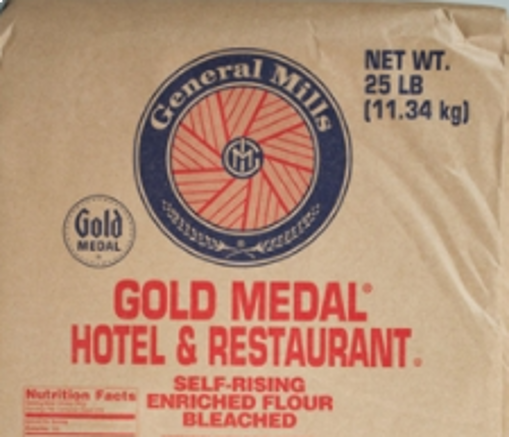 General Mills
NET WT.
25 LB
(11.34 kg)
GMI
Gold
MEDAL
GOLD MEDAL®
HOTEL & RESTAURANT®
SELF-RISING
ENRICHED FLOUR
BLEACHED
Nutrition Facts